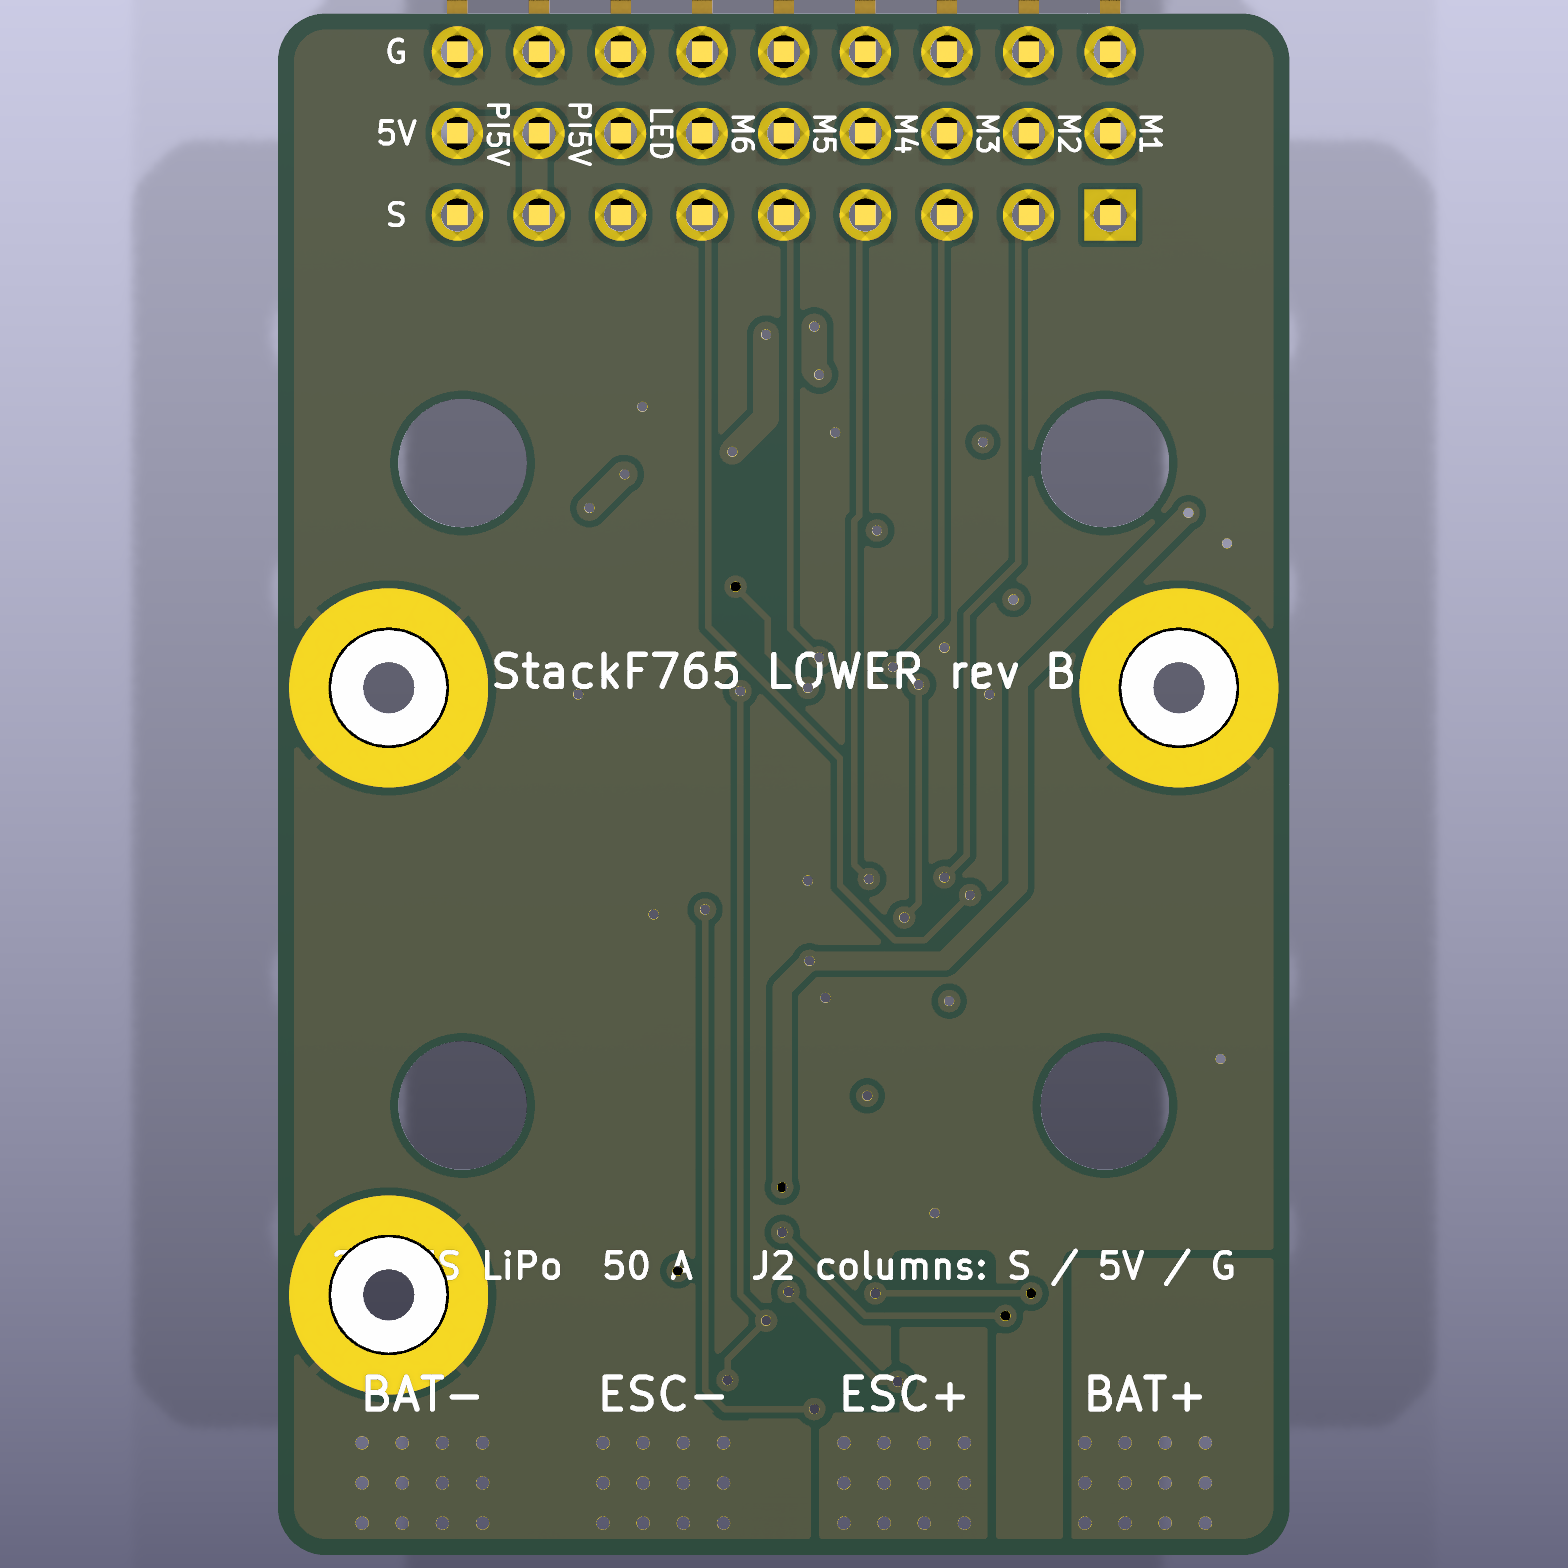 G
5V PI5V PI5V LED M6 M5 M4 M3 M2 M1
S
StackF765 LOWER rev B
LiPo 50 A J2 columns: S / 5V / G
BAT- ESC- ESC+ BAT+